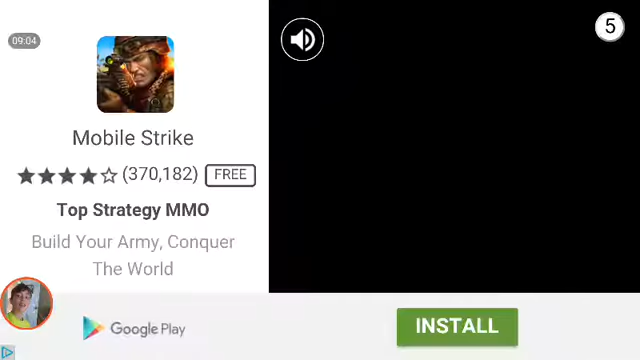 09:04
5
Mobile Strike
(370,182) FREE
Top Strategy MMO
Build Your Army, Conquer
The World
Google Play
INSTALL